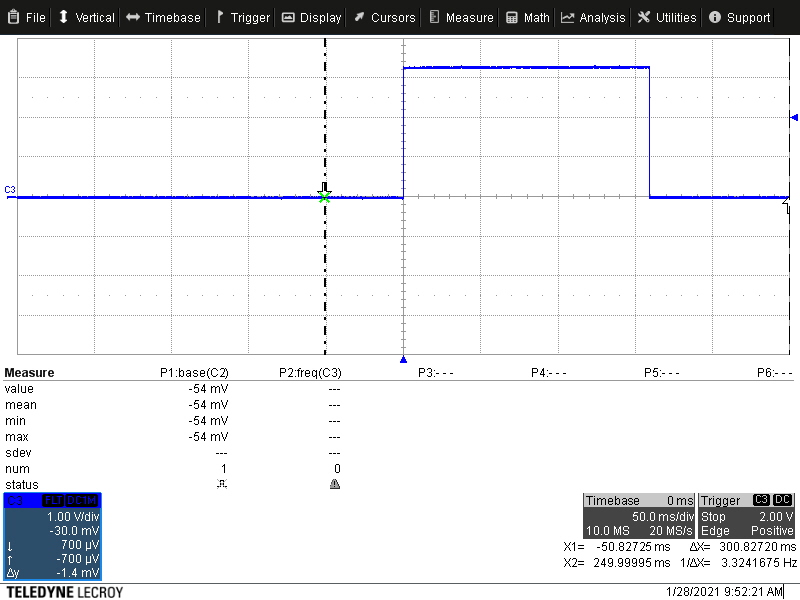 File Vertical Timebase Trigger Display Cursors Measure Math Analysis Utilities Support
C3
Measure P1:base(C2) P2:freq(C3) P3:--- P4:--- P5:--- P6:---
value -54 mV ---
mean -54 mV ---
min -54 mV ---
max -54 mV ---
sdev --- ---
num 1 0
status
C3 FLT DC1M
1.00 V/div
-30.0 mV
↓ 700 µV
↑ -700 µV
Δy -1.4 mV
Timebase 0 ms
50.0 ms/div
10.0 MS 20 MS/s
Trigger C3 DC
Stop 2.00 V
Edge Positive
X1= -50.82725 ms ΔX= 300.82720 ms
X2= 249.99995 ms 1/ΔX= 3.3241675 Hz
TELEDYNE LECROY 1/28/2021 9:52:21 AM